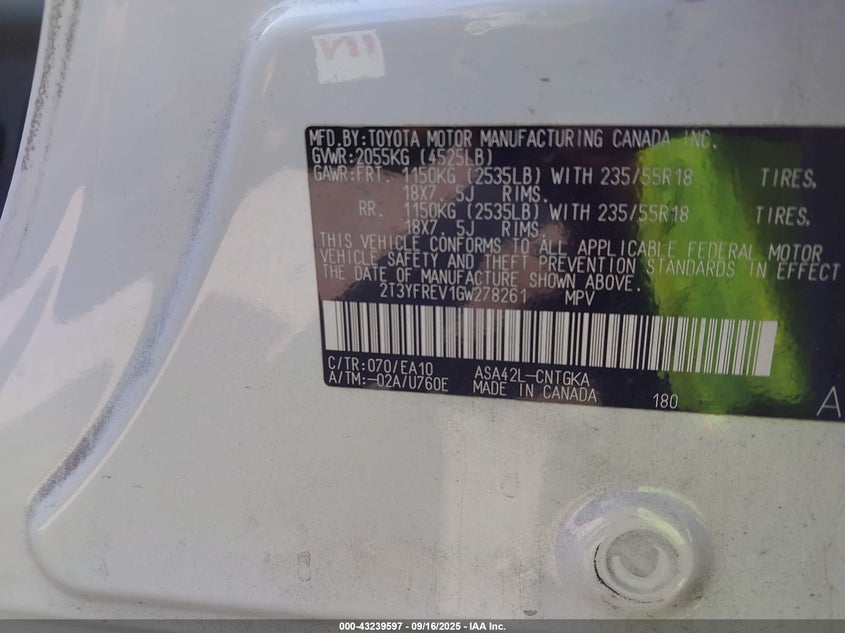 MFD.BY:TOYOTA MOTOR MANUFACTURING CANADA INC.
GVWR:2055KG (4525LB)
GAWR:FRT. 1150KG (2535LB) WITH 235/55R18 TIRES,
18X7. 5J RIMS.
RR. 1150KG (2535LB) WITH 235/55R18 TIRES,
18X7. 5J RIMS.
THIS VEHICLE CONFORMS TO ALL APPLICABLE FEDERAL MOTOR
VEHICLE SAFETY AND THEFT PREVENTION STANDARDS IN EFFECT
THE DATE OF MANUFACTURE SHOWN ABOVE.
2T3YFREV1GW278261 MPV
C/TR:070/EA10 ASA42L-CNTGKA
A/TM:-02A/U760E MADE IN CANADA 180
A
000-43239597 - 09/16/2025 - IAA Inc.